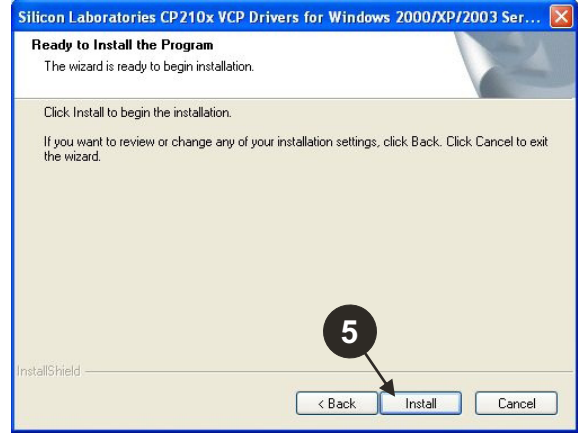 Silicon Laboratories CP210x VCP Drivers for Windows 2000/XP/2003 Ser...
Ready to Install the Program
The wizard is ready to begin installation.
Click Install to begin the installation.
If you want to review or change any of your installation settings, click Back. Click Cancel to exit
the wizard.
5
InstallShield
< Back Install Cancel